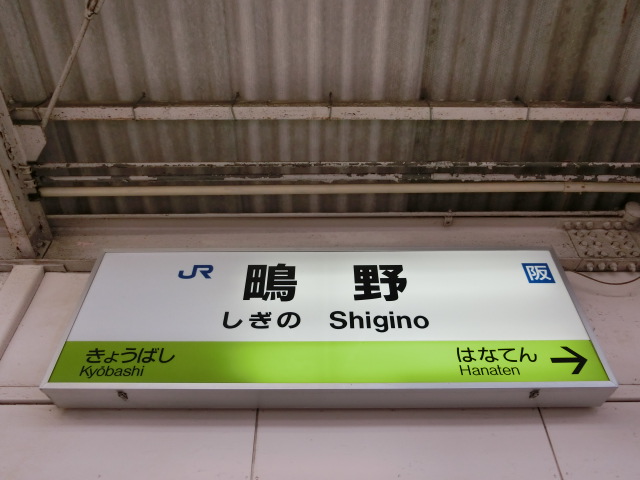 JR 鴫野 阪
しぎの Shigino
きょうばし はなてん →
Kyōbashi Hanaten